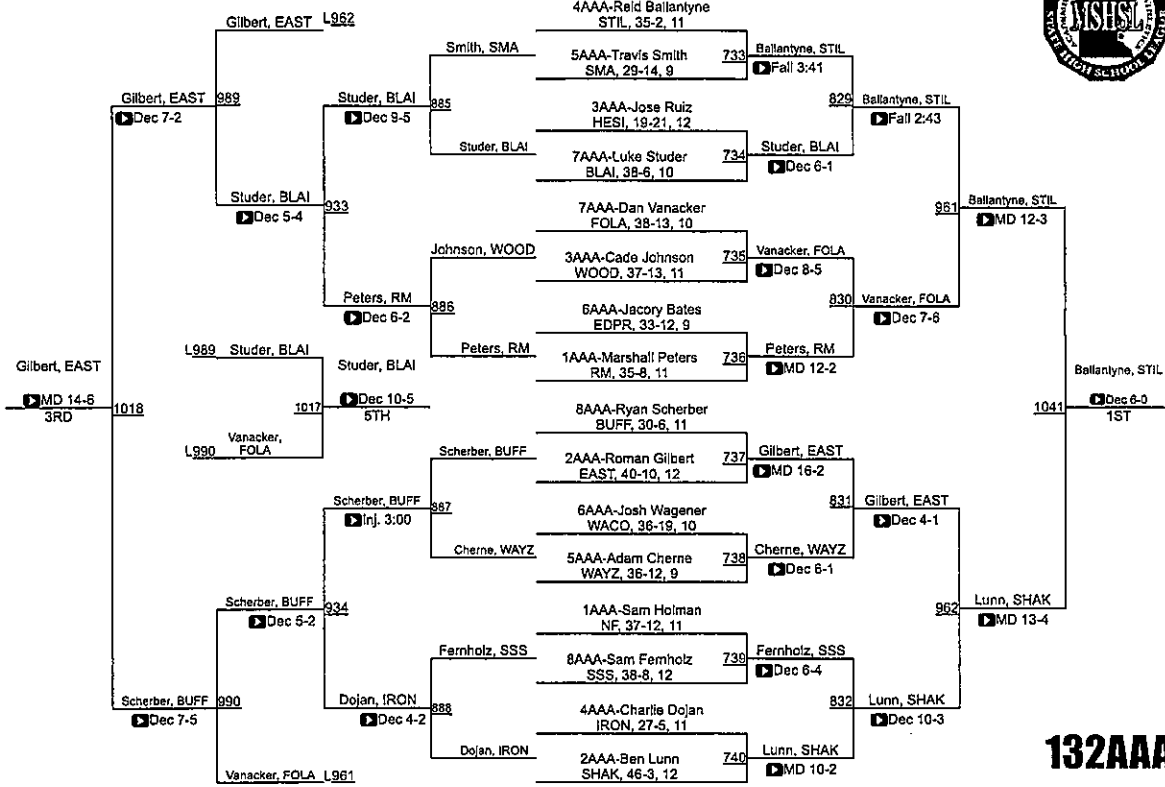 4AAA-Reid Ballantyne
STIL, 35-2, 11
Gilbert, EAST L962
MSHSL
STATE HIGH SCHOOL LEAGUE
Smith, SMA
5AAA-Travis Smith
SMA, 29-14, 9
733
Ballantyne, STIL
Fall 3:41
Gilbert, EAST
Dec 7-2
989
Studer, BLAI
Dec 9-5
885
3AAA-Jose Ruiz
HESI, 19-21, 12
829
Ballantyne, STIL
Fall 2:43
Studer, BLAI
7AAA-Luke Studer
BLAI, 38-6, 10
734
Studer, BLAI
Dec 6-1
Studer, BLAI
Dec 5-4
933
7AAA-Dan Vanacker
FOLA, 38-13, 10
961
Ballantyne, STIL
MD 12-3
Johnson, WOOD
3AAA-Cade Johnson
WOOD, 37-13, 11
735
Vanacker, FOLA
Dec 8-5
Peters, RM
Dec 6-2
886
6AAA-Jacory Bates
EDPR, 33-12, 9
830
Vanacker, FOLA
Dec 7-6
Peters, RM
1AAA-Marshall Peters
RM, 35-8, 11
736
Peters, RM
MD 12-2
L989 Studer, BLAI
Gilbert, EAST
MD 14-6
3RD
1018
Studer, BLAI
1017
Dec 10-5
5TH
Ballantyne, STIL
1041
Dec 6-0
1ST
L990
Vanacker,
FOLA
8AAA-Ryan Scherber
BUFF, 30-6, 11
Scherber, BUFF
2AAA-Roman Gilbert
EAST, 40-10, 12
737
Gilbert, EAST
MD 16-2
Scherber, BUFF
Inj. 3:00
887
6AAA-Josh Wagener
WACO, 36-19, 10
831
Gilbert, EAST
Dec 4-1
Cherne, WAYZ
5AAA-Adam Cherne
WAYZ, 36-12, 9
738
Cherne, WAYZ
Dec 6-1
Scherber, BUFF
Dec 5-2
934
1AAA-Sam Holman
NF, 37-12, 11
962
Lunn, SHAK
MD 13-4
Fernholz, SSS
8AAA-Sam Fernholz
SSS, 38-8, 12
739
Fernholz, SSS
Dec 6-4
Scherber, BUFF
Dec 7-5
990
Dojan, IRON
Dec 4-2
888
4AAA-Charlie Dojan
IRON, 27-5, 11
832
Lunn, SHAK
Dec 10-3
Dojan, IRON
2AAA-Ben Lunn
SHAK, 46-3, 12
740
Lunn, SHAK
MD 10-2
Vanacker, FOLA L961
132AAA